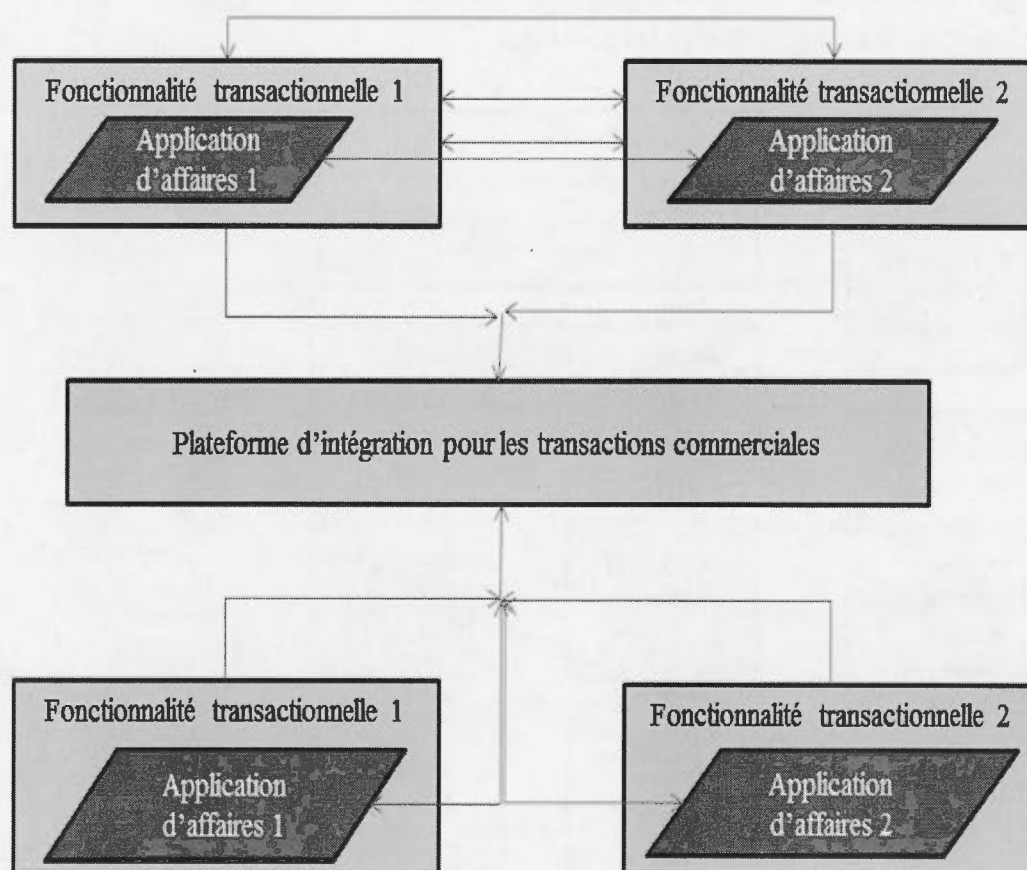 Fonctionnalité transactionnelle 1
Application
d'affaires 1
Fonctionnalité transactionnelle 2
Application
d'affaires 2
Plateforme d'intégration pour les transactions commerciales
Fonctionnalité transactionnelle 1
Application
d'affaires 1
Fonctionnalité transactionnelle 2
Application
d'affaires 2